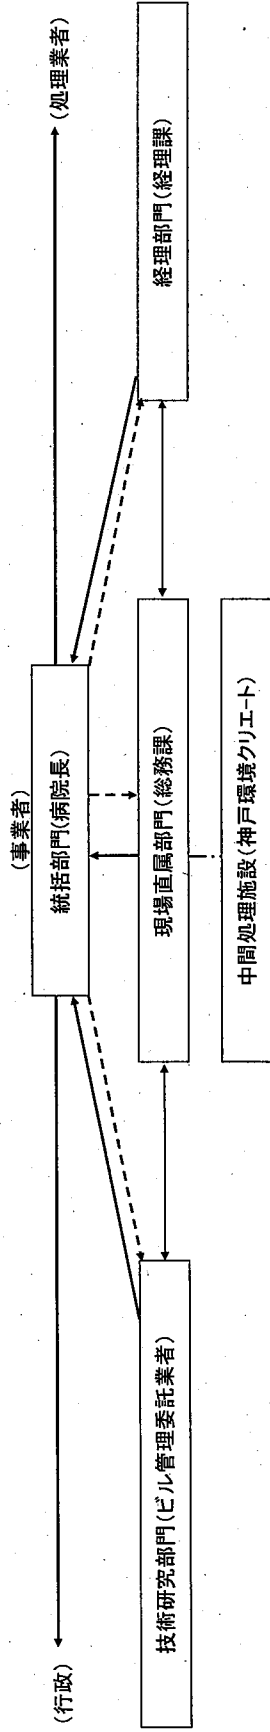 (事業者)
(行政)
(処理業者)
統括部門(病院長)
技術研究部門(ビル管理委託業者)
現場直属部門(総務課)
経理部門(経理課)
中間処理施設(神戸環境クリエート)